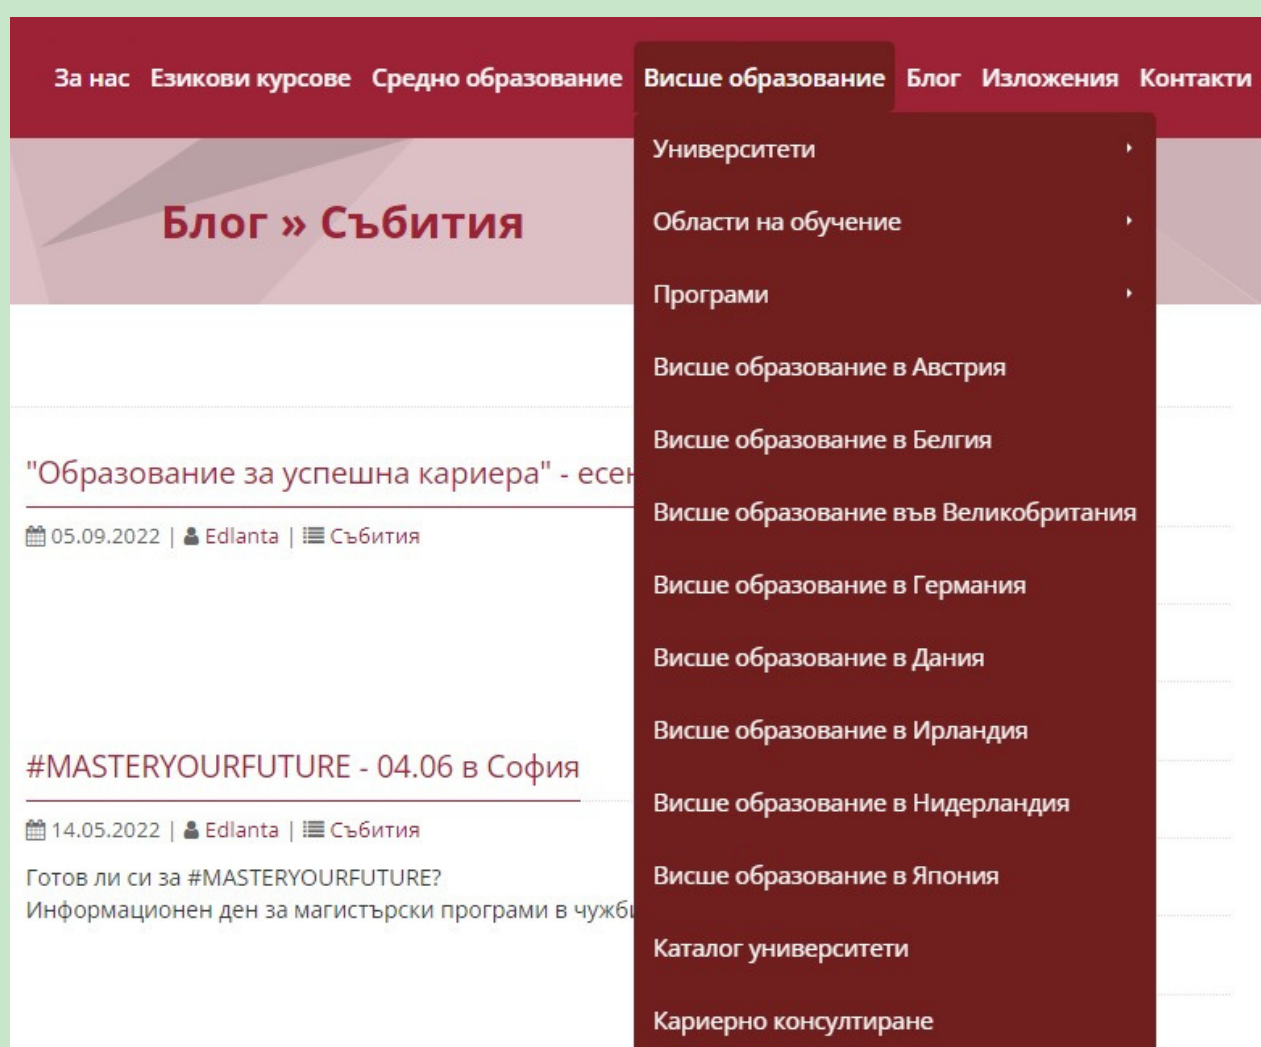 За нас Езикови курсове Средно образование Висше образование Блог Изложения Контакти
Блог » Събития
"Образование за успешна кариера" - есен
05.09.2022 | Edlanta | Събития
#MASTERYOURFUTURE - 04.06 в София
14.05.2022 | Edlanta | Събития
Готов ли си за #MASTERYOURFUTURE?
Информационен ден за магистърски програми в
Университети
Области на обучение
Програми
Висше образование в Австрия
Висше образование в Белгия
Висше образование във Великобритания
Висше образование в Германия
Висше образование в Дания
Висше образование в Ирландия
Висше образование в Нидерландия
Висше образование в Япония
Каталог университети
Кариерно консултиране